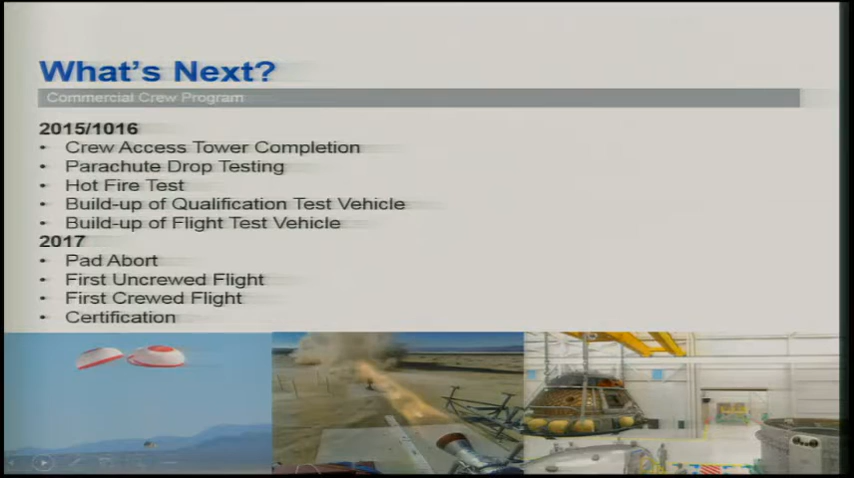 What's Next?
Commercial Crew Program
2015/1016
• Crew Access Tower Completion
• Parachute Drop Testing
• Hot Fire Test
• Build-up of Qualification Test Vehicle
• Build-up of Flight Test Vehicle
2017
• Pad Abort
• First Uncrewed Flight
• First Crewed Flight
• Certification